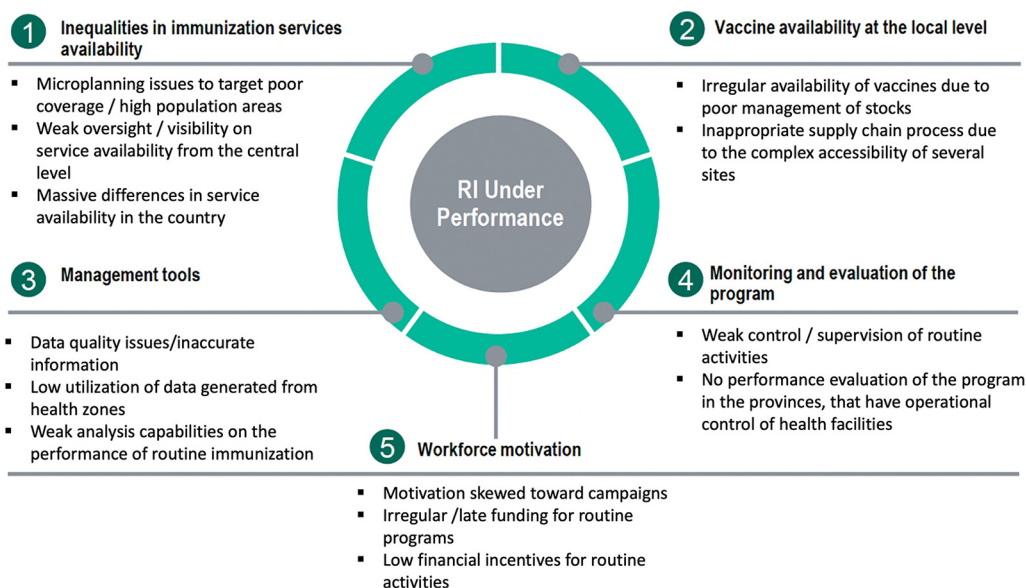 1 Inequalities in immunization services
availability
▪ Microplanning issues to target poor
coverage / high population areas
▪ Weak oversight / visibility on
service availability from the central
level
▪ Massive differences in service
availability in the country
2 Vaccine availability at the local level
▪ Irregular availability of vaccines due to
poor management of stocks
▪ Inappropriate supply chain process due
to the complex accessibility of several
sites
RI Under
Performance
3 Management tools
▪ Data quality issues/inaccurate
information
▪ Low utilization of data generated from
health zones
▪ Weak analysis capabilities on the
performance of routine immunization
4 Monitoring and evaluation of the
program
▪ Weak control / supervision of routine
activities
▪ No performance evaluation of the program
in the provinces, that have operational
control of health facilities
5 Workforce motivation
▪ Motivation skewed toward campaigns
▪ Irregular /late funding for routine
programs
▪ Low financial incentives for routine
activities